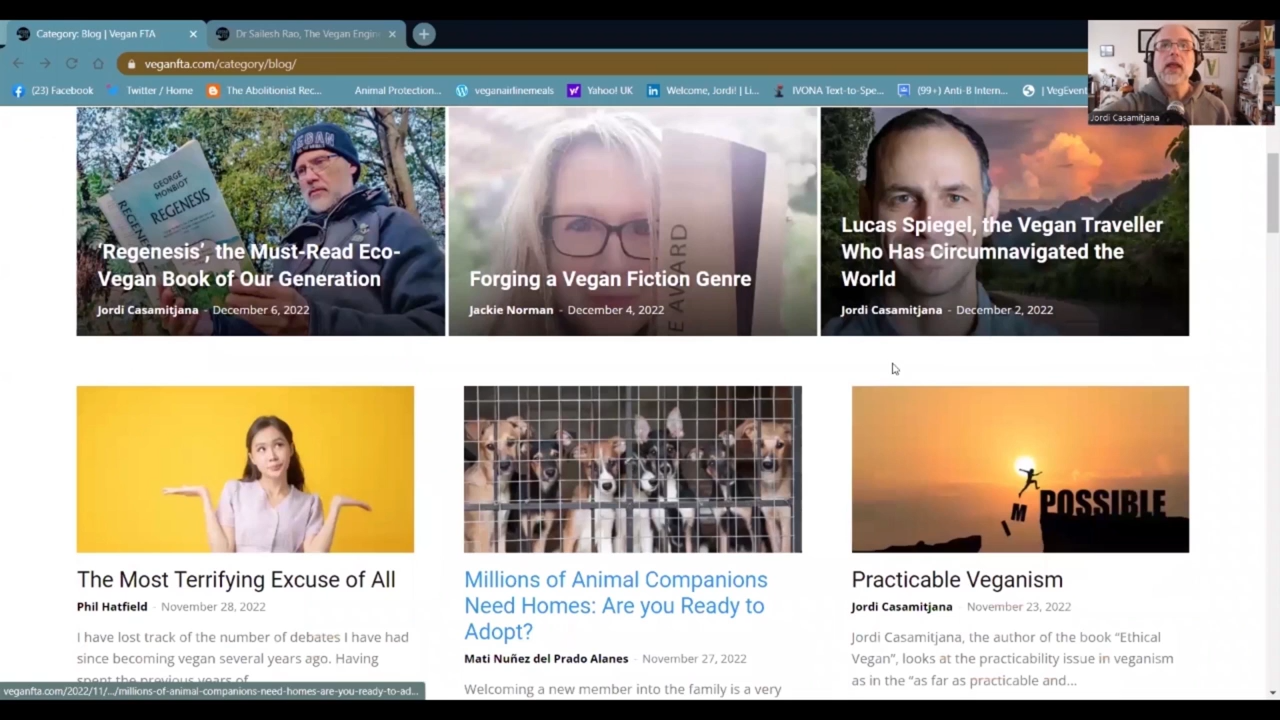 Category: Blog | Vegan FTA
Dr Sailesh Rao, The Vegan Engin
veganfta.com/category/blog/
(23) Facebook
Twitter / Home
The Abolitionist Rec...
Animal Protection...
veganairlinemeals
Yahoo! UK
Welcome, Jordi! | Li...
IVONA Text-to-Spe...
(99+) Anti-B Intern...
| VegEvent
Jordi Casamitjana
VEGAN
GEORGE
MONBIOT
REGENESIS
REGEN
‘Regenesis’, the Must-Read Eco-
Vegan Book of Our Generation
Jordi Casamitjana - December 6, 2022
E AWARD
Forging a Vegan Fiction Genre
Jackie Norman - December 4, 2022
Lucas Spiegel, the Vegan Traveller
Who Has Circumnavigated the
World
Jordi Casamitjana - December 2, 2022
IMPOSSIBLE
The Most Terrifying Excuse of All
Phil Hatfield - November 28, 2022
I have lost track of the number of debates I have had
since becoming vegan several years ago. Having
spent the previous years of
Millions of Animal Companions
Need Homes: Are you Ready to
Adopt?
Mati Nuñez del Prado Alanes - November 27, 2022
Welcoming a new member into the family is a very
Practicable Veganism
Jordi Casamitjana - November 23, 2022
Jordi Casamitjana, the author of the book “Ethical
Vegan”, looks at the practicability issue in veganism
as in the “as far as practicable and...
veganfta.com/2022/11/.../millions-of-animal-companions-need-homes-are-you-ready-to-ad...